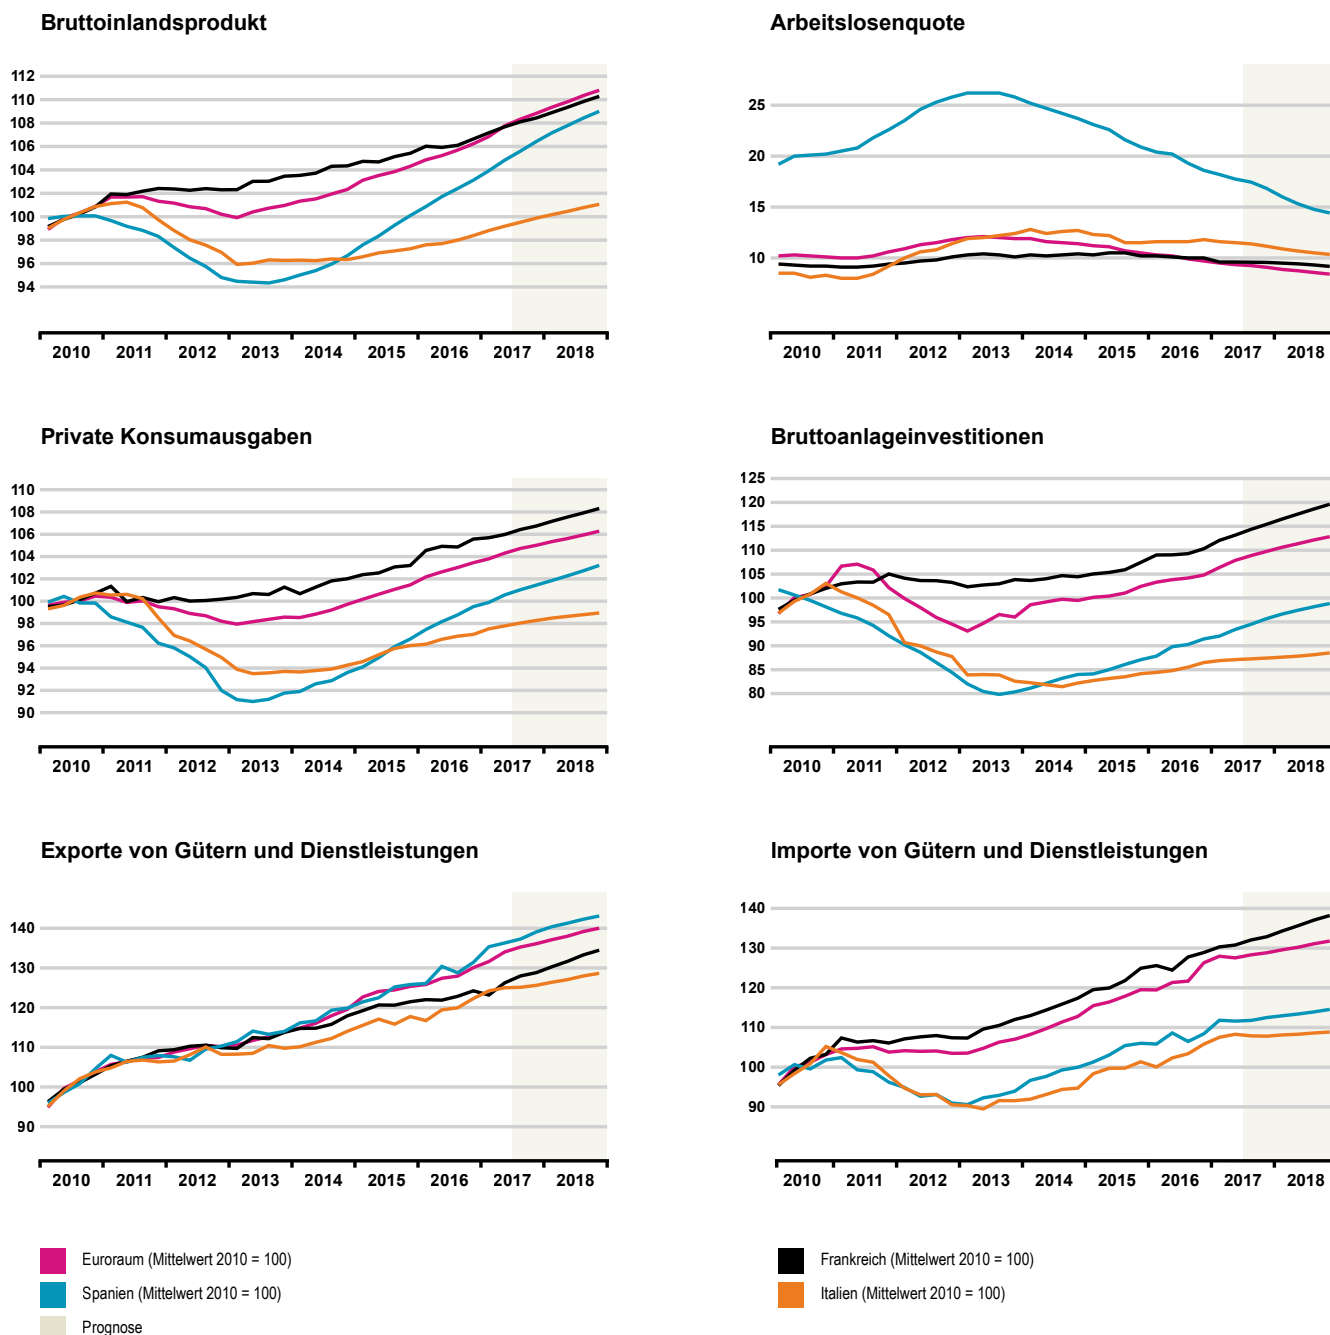 Bruttoinlandsprodukt
112
110
108
106
104
102
100
98
96
94
2010 2011 2012 2013 2014 2015 2016 2017 2018
Arbeitslosenquote
25
20
15
10
2010 2011 2012 2013 2014 2015 2016 2017 2018
Private Konsumausgaben
110
108
106
104
102
100
98
96
94
92
90
2010 2011 2012 2013 2014 2015 2016 2017 2018
Bruttoanlageinvestitionen
125
120
115
110
105
100
95
90
85
80
2010 2011 2012 2013 2014 2015 2016 2017 2018
Exporte von Gütern und Dienstleistungen
140
130
120
110
100
90
2010 2011 2012 2013 2014 2015 2016 2017 2018
Importe von Gütern und Dienstleistungen
140
130
120
110
100
90
2010 2011 2012 2013 2014 2015 2016 2017 2018
Euroraum (Mittelwert 2010 = 100)
Spanien (Mittelwert 2010 = 100)
Prognose
Frankreich (Mittelwert 2010 = 100)
Italien (Mittelwert 2010 = 100)